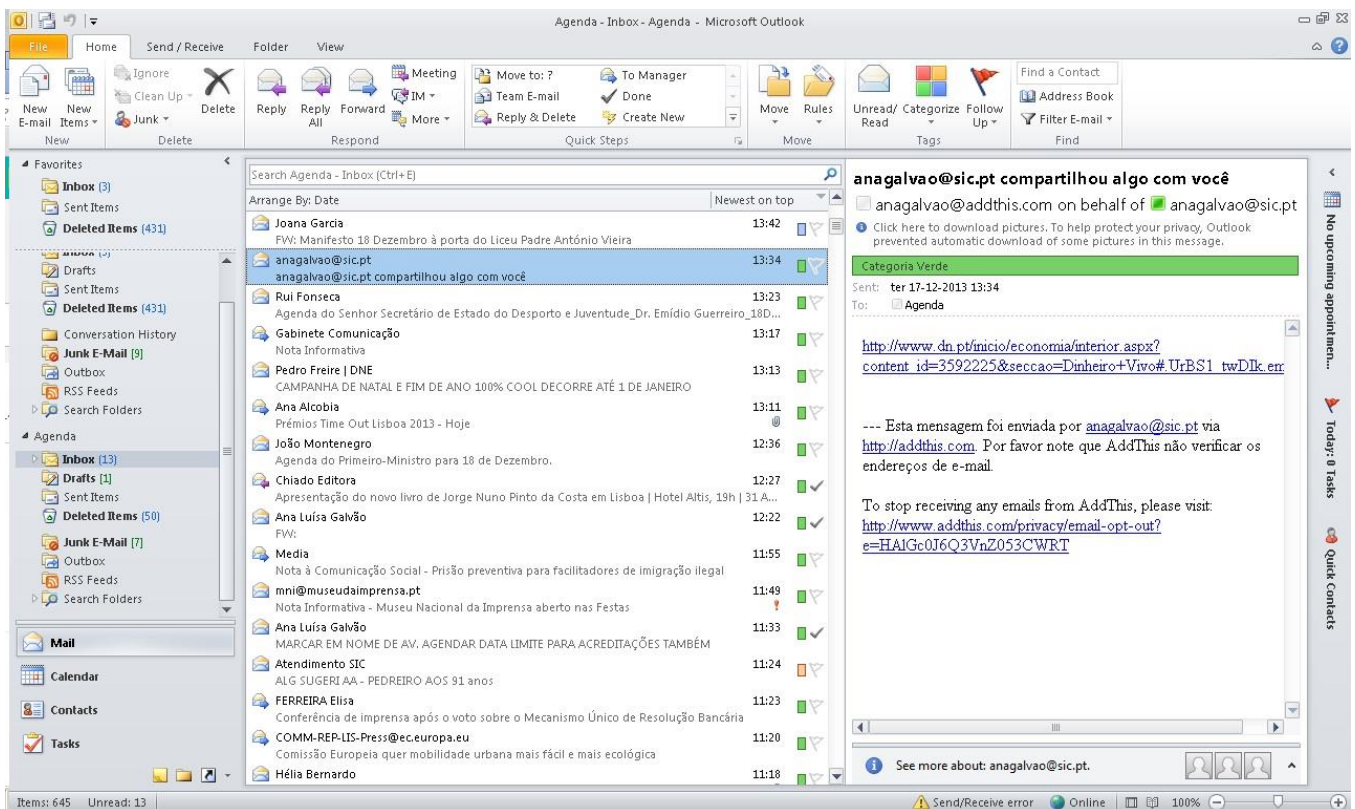 Agenda - Inbox - Agenda - Microsoft Outlook
File Home Send / Receive Folder View
New E-mail
New Items
New
Ignore
Clean Up
Junk
Delete
Delete
Reply
Reply All
Forward
Meeting
IM
More
Respond
Move to: ?
Team E-mail
Reply & Delete
To Manager
Done
Create New
Quick Steps
Move
Rules
Move
Unread/ Read
Categorize
Follow Up
Tags
Find a Contact
Address Book
Filter E-mail
Find
Favorites
Inbox (3)
Sent Items
Deleted Items (431)
Drafts
Sent Items
Deleted Items (431)
Conversation History
Junk E-Mail [9]
Outbox
RSS Feeds
Search Folders
Agenda
Inbox (13)
Drafts [1]
Sent Items
Deleted Items (50)
Junk E-Mail [7]
Outbox
RSS Feeds
Search Folders
Mail
Calendar
Contacts
Tasks
Search Agenda - Inbox (Ctrl+E)
Arrange By: Date Newest on top
Joana Garcia 13:42
FW: Manifesto 18 Dezembro à porta do Liceu Padre António Vieira
anagalvao@sic.pt 13:34
anagalvao@sic.pt compartilhou algo com você
Rui Fonseca 13:23
Agenda do Senhor Secretário de Estado do Desporto e Juventude_Dr. Emídio Guerreiro_18D...
Gabinete Comunicação 13:17
Nota Informativa
Pedro Freire | DNE 13:13
CAMPANHA DE NATAL E FIM DE ANO 100% COOL DECORRE ATÉ 1 DE JANEIRO
Ana Alcobia 13:11
Prémios Time Out Lisboa 2013 - Hoje
João Montenegro 12:36
Agenda do Primeiro-Ministro para 18 de Dezembro.
Chiado Editora 12:27
Apresentação do novo livro de Jorge Nuno Pinto da Costa em Lisboa | Hotel Altis, 19h | 31 A...
Ana Luísa Galvão 12:22
FW:
Media 11:55
Nota à Comunicação Social - Prisão preventiva para facilitadores de imigração ilegal
mni@museudaimprensa.pt 11:49
Nota Informativa - Museu Nacional da Imprensa aberto nas Festas
Ana Luísa Galvão 11:33
MARCAR EM NOME DE AV. AGENDAR DATA LIMITE PARA ACREDITAÇÕES TAMBÉM
Atendimento SIC 11:24
ALG SUGERI AA - PEDREIRO AOS 91 anos
FERREIRA Elisa 11:23
Conferência de imprensa após o voto sobre o Mecanismo Único de Resolução Bancária
COMM-REP-LIS-Press@ec.europa.eu 11:20
Comissão Europeia quer mobilidade urbana mais fácil e mais ecológica
Hélia Bernardo 11:18
anagalvao@sic.pt compartilhou algo com você
anagalvao@addthis.com on behalf of anagalvao@sic.pt
Click here to download pictures. To help protect your privacy, Outlook
prevented automatic download of some pictures in this message.
Categoria Verde
Sent: ter 17-12-2013 13:34
To: Agenda
http://www.dn.pt/inicio/economia/interior.aspx?
content_id=3592225&seccao=Dinheiro+Vivo#.UrBS1_twDIk.em
--- Esta mensagem foi enviada por anagalvao@sic.pt via
http://addthis.com. Por favor note que AddThis não verificar os
endereços de e-mail.
To stop receiving any emails from AddThis, please visit:
http://www.addthis.com/privacy/email-opt-out?
e=HAlGc0J6Q3VnZ053CWRT
See more about: anagalvao@sic.pt.
No upcoming appointmen...
Today: 0 Tasks
Quick Contacts
Items: 645 Unread: 13
Send/Receive error Online 100%